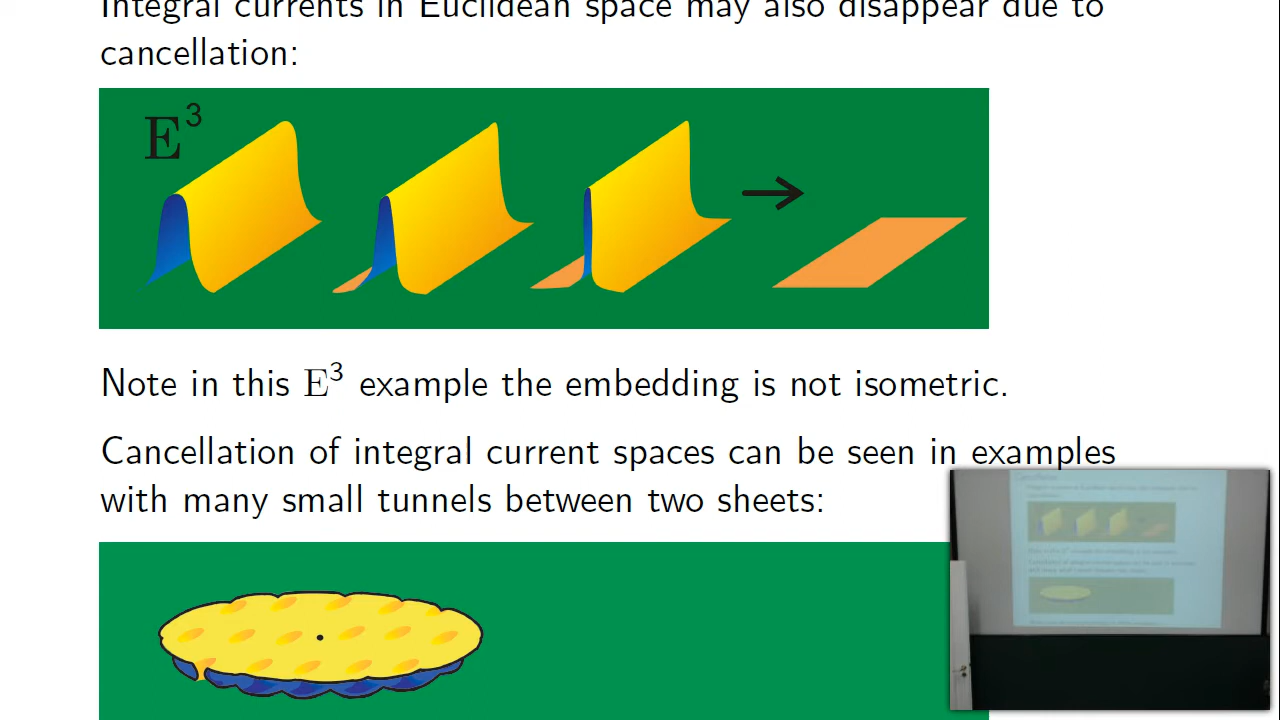 Integral currents in Euclidean space may also disappear due to
cancellation:
E³
Note in this E³ example the embedding is not isometric.
Cancellation of integral current spaces can be seen in examples
with many small tunnels between two sheets: